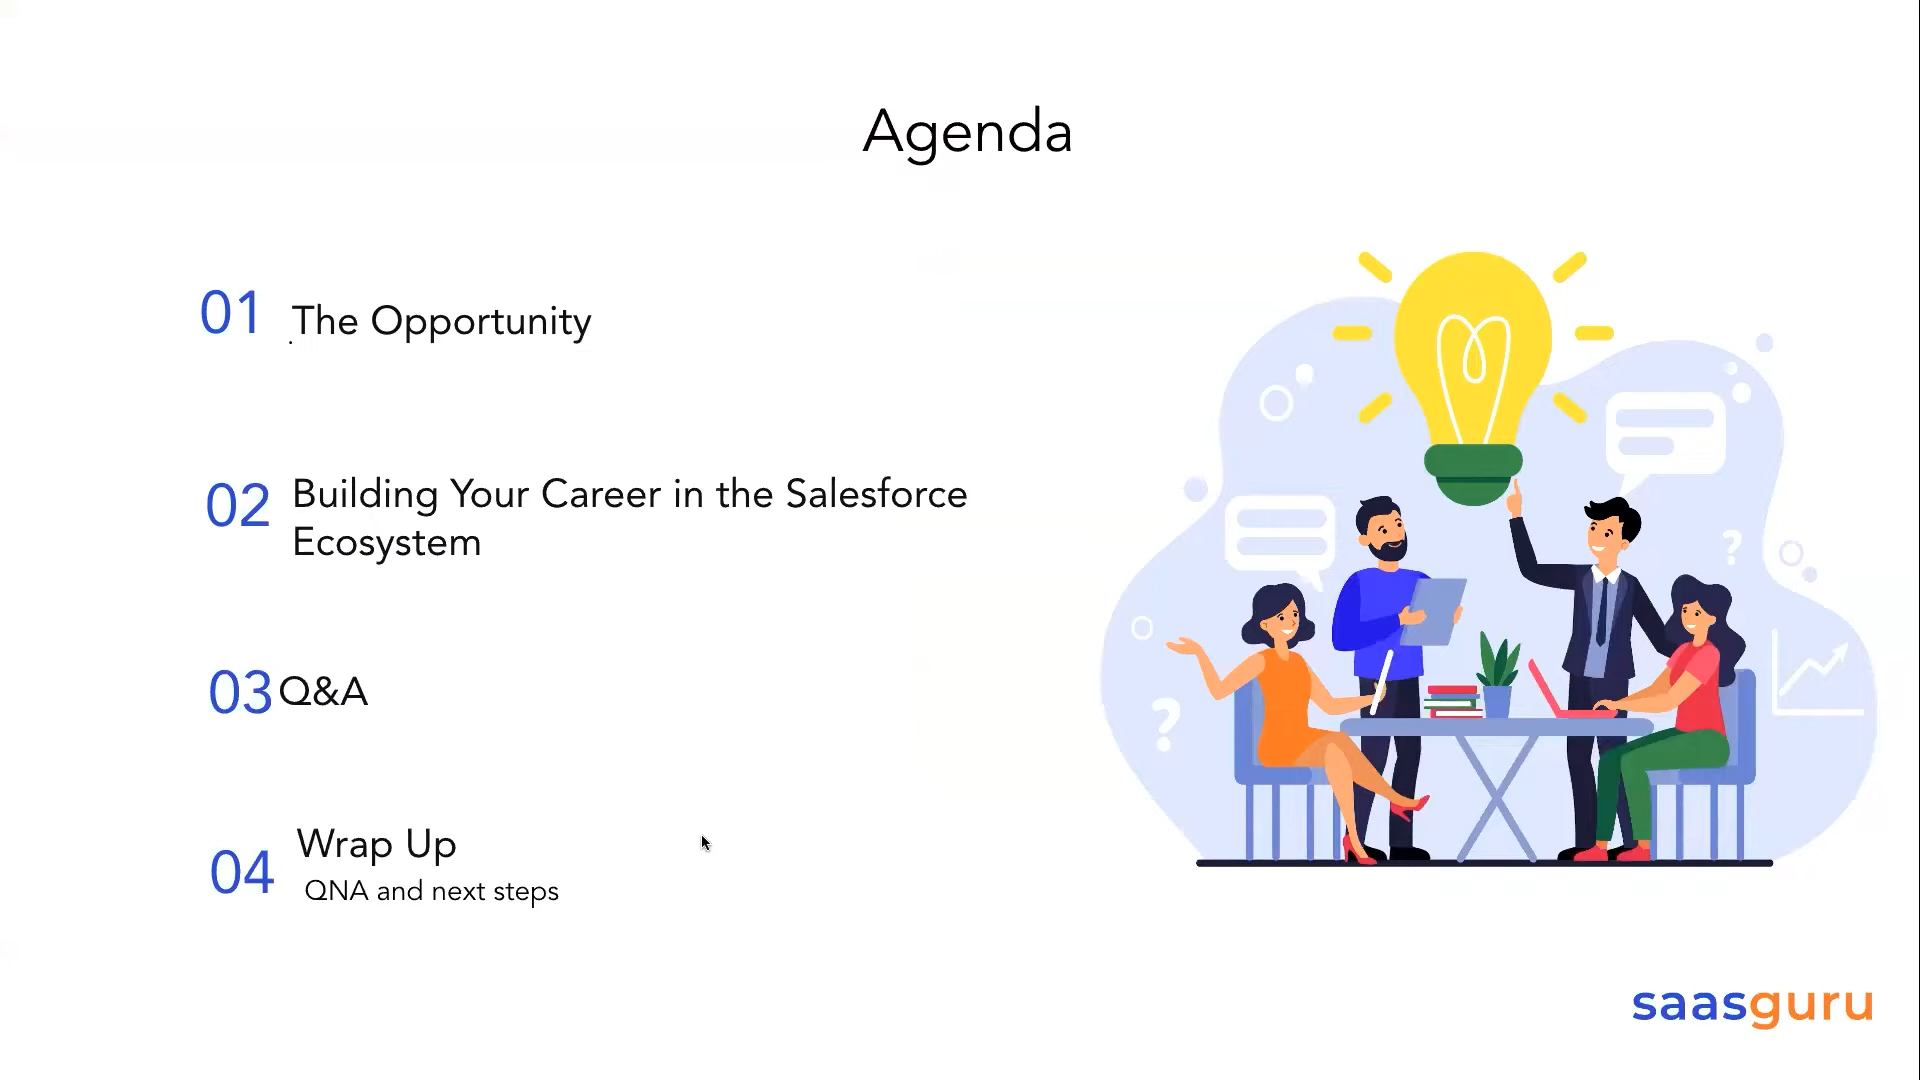 Agenda
01 The Opportunity
.
02 Building Your Career in the Salesforce
Ecosystem
03 Q&A
04 Wrap Up
QNA and next steps
? ?
saasguru